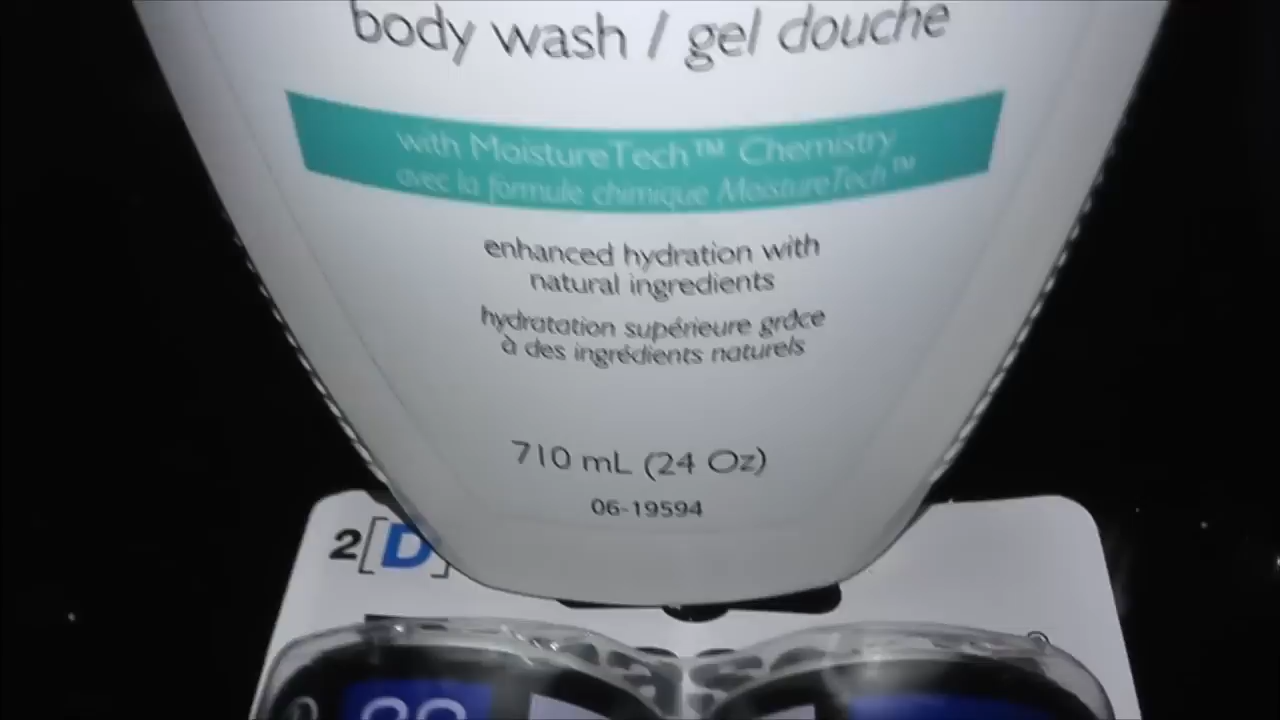 body wash / gel douche
with MoistureTech™ Chemistry
avec la formule chimique MoistureTech™
enhanced hydration with
natural ingredients
hydratation supérieure grâce
à des ingrédients naturels
710 mL (24 Oz)
06-19594
2[D]